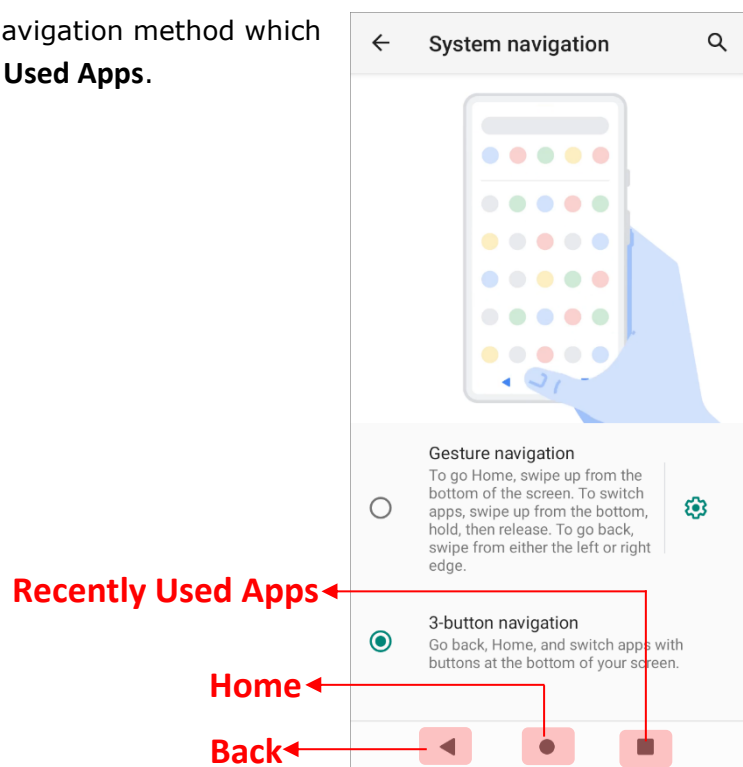 avigation method which
Used Apps.
System navigation
Gesture navigation
To go Home, swipe up from the
bottom of the screen. To switch
apps, swipe up from the bottom,
hold, then release. To go back,
swipe from either the left or right
edge.
Recently Used Apps
3-button navigation
Go back, Home, and switch apps with
buttons at the bottom of your screen.
Home
Back